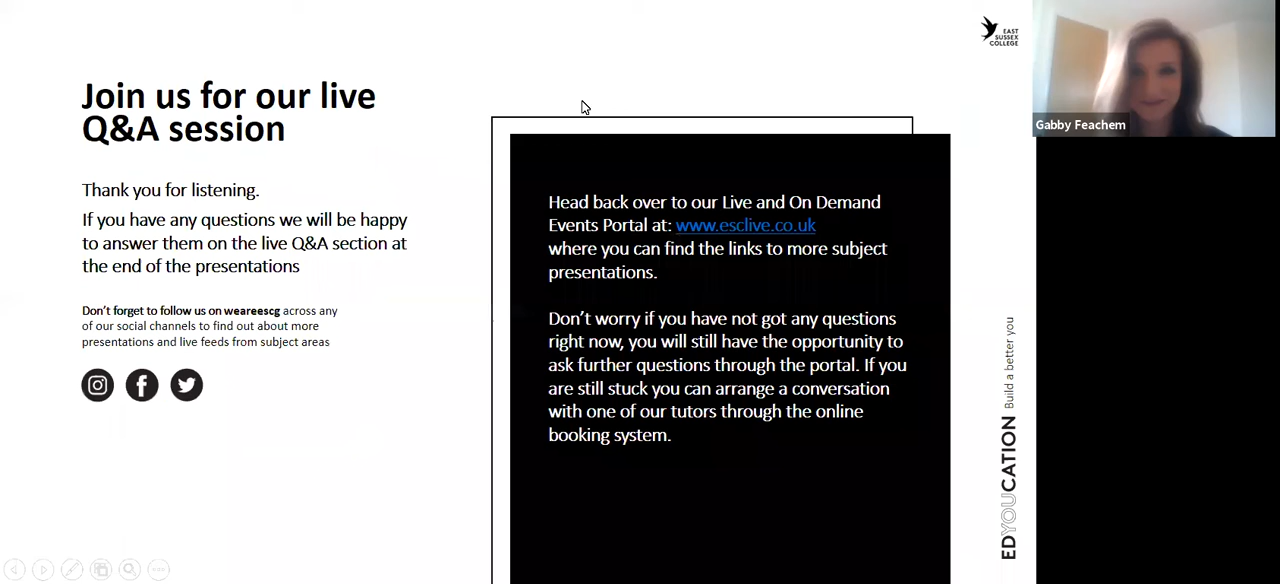 Join us for our live
Q&A session
Thank you for listening.
If you have any questions we will be happy
to answer them on the live Q&A section at
the end of the presentations
Don't forget to follow us on weareescg across any
of our social channels to find out about more
presentations and live feeds from subject areas
Head back over to our Live and On Demand
Events Portal at: www.esclive.co.uk
where you can find the links to more subject
presentations.
Don't worry if you have not got any questions
right now, you will still have the opportunity to
ask further questions through the portal. If you
are still stuck you can arrange a conversation
with one of our tutors through the online
booking system.
EAST
SUSSEX
COLLEGE
EDYOUCATION Build a better you
Gabby Feachem